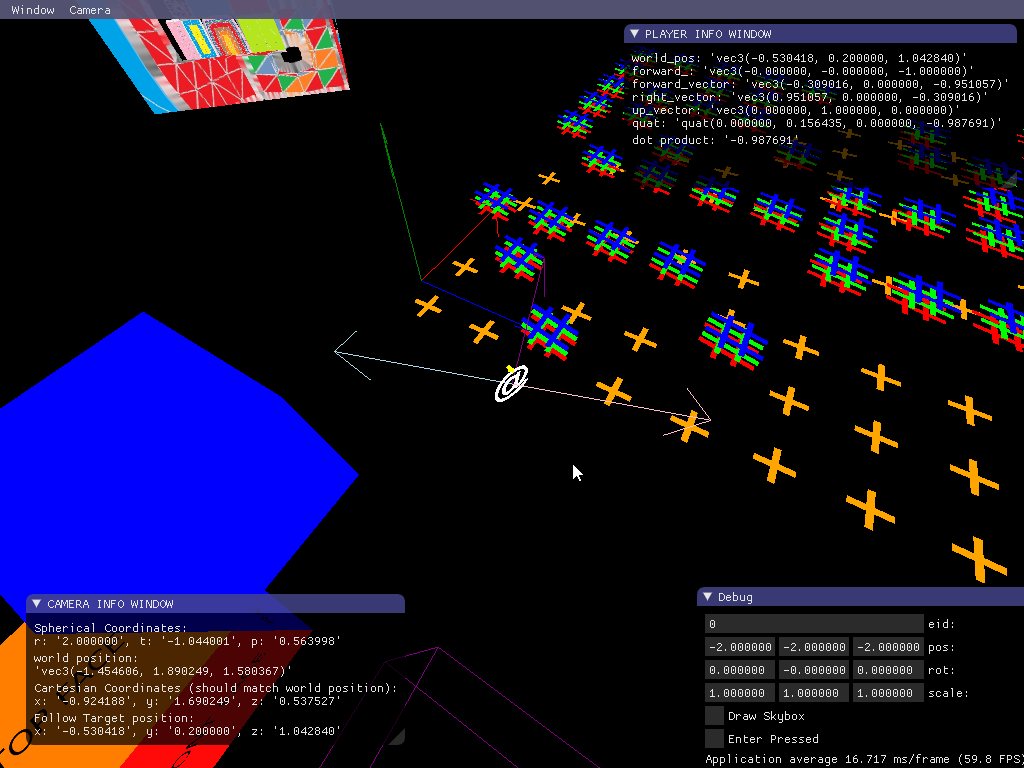 Window Camera
PLAYER INFO WINDOW
world_pos: 'vec3(-0.530418, 0.200000, 1.042840)'
forward_: 'vec3(-0.000000, -0.000000, -1.000000)'
forward_vector: 'vec3(-0.309016, 0.000000, -0.951057)'
right_vector: 'vec3(0.951057, 0.000000, -0.309016)'
up_vector: 'vec3(0.000000, 1.000000, 0.000000)'
quat: 'quat(0.000000, 0.156435, 0.000000, -0.987691)'
dot product: '-0.987691'
CAMERA INFO WINDOW
Spherical Coordinates:
r: '2.000000', t: '-1.044001', p: '0.563998'
world position:
'vec3(-1.454606, 1.890249, 1.580367)'
Cartesian Coordinates (should match world position):
x: '-0.924188', y: '1.690249', z: '0.537527'
Follow Target position:
x: '-0.530418', y: '0.200000', z: '1.042840'
Debug
0 eid:
-2.000000 -2.000000 -2.000000 pos:
0.000000 -0.000000 0.000000 rot:
1.000000 1.000000 1.000000 scale:
Draw Skybox
Enter Pressed
Application average 16.717 ms/frame (59.8 FPS)